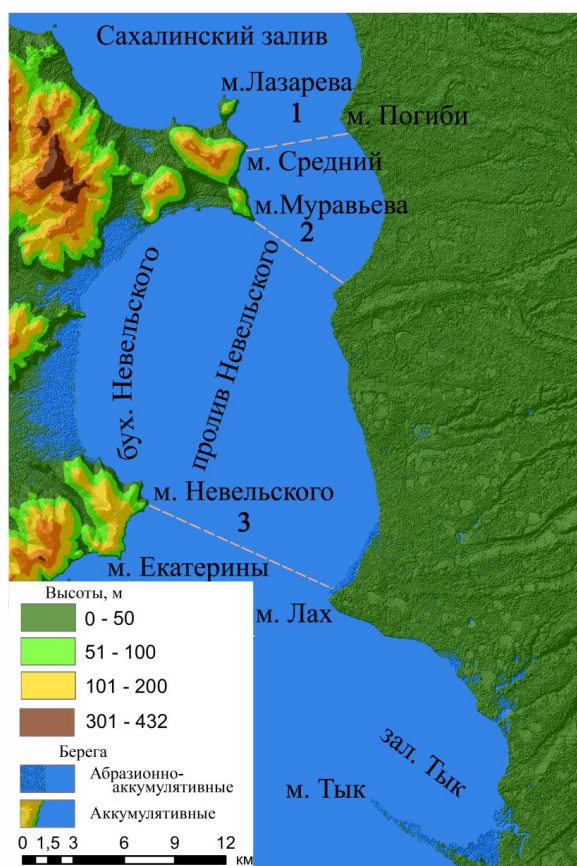 Сахалинский залив
м.Лазарева
1
м. Погиби
м. Средний
м.Муравьева
2
бух. Невельского
пролив Невельского
м. Невельского
3
м. Екатерины
м. Лах
зал. Тык
м. Тык
Высоты, м
0 - 50
51 - 100
101 - 200
301 - 432
Берега
Абразионно-
аккумулятивные
Аккумулятивные
0 1,5 3 6 9 12
км